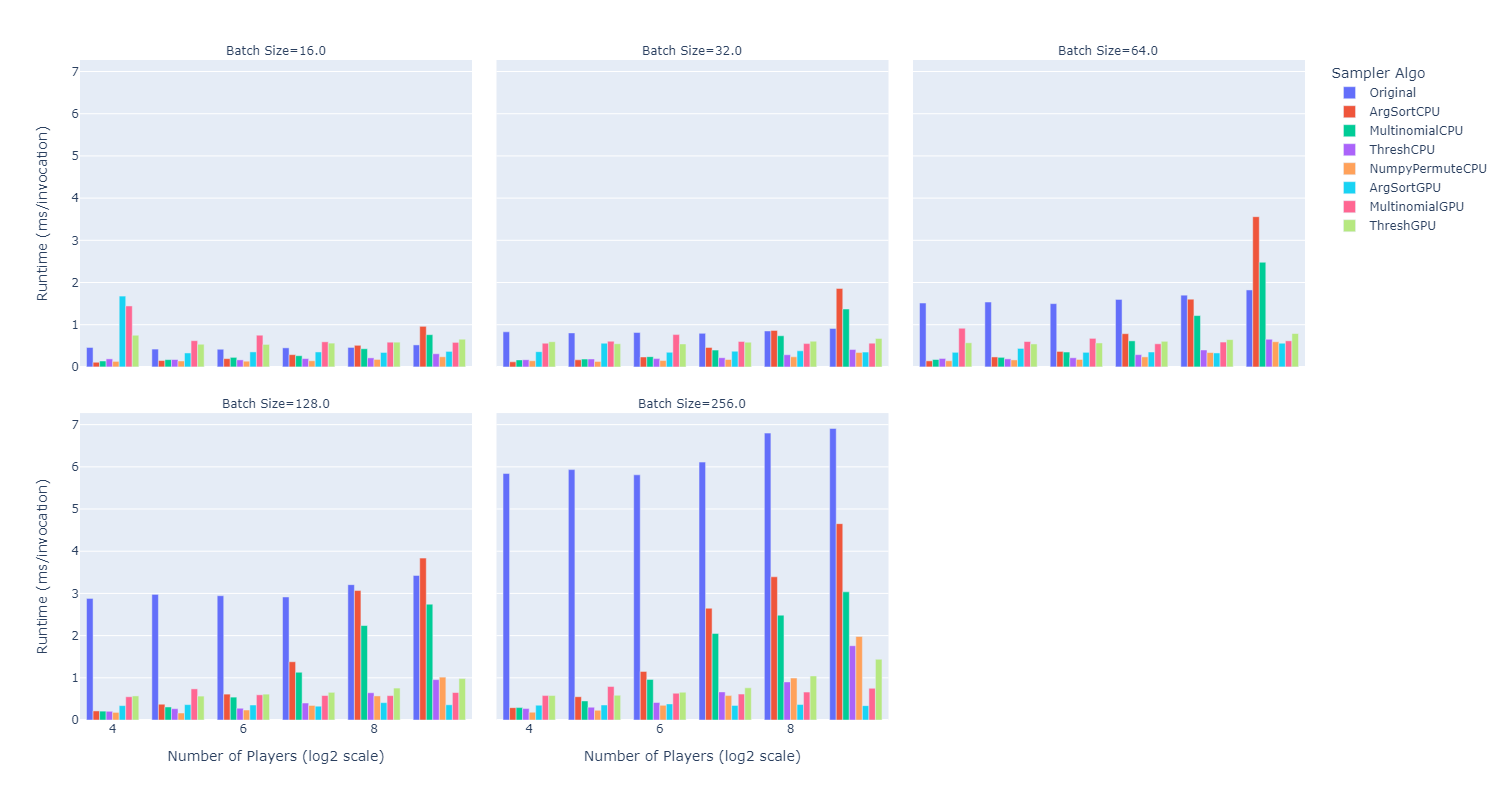 Batch Size=16.0
Batch Size=32.0
Batch Size=64.0
7
6
5
4
3
2
1
0
Runtime (ms/invocation)
Sampler Algo
Original
ArgSortCPU
MultinomialCPU
ThreshCPU
NumpyPermuteCPU
ArgSortGPU
MultinomialGPU
ThreshGPU
Batch Size=128.0
Batch Size=256.0
7
6
5
4
3
2
1
0
Runtime (ms/invocation)
4
6
8
4
6
8
Number of Players (log2 scale)
Number of Players (log2 scale)